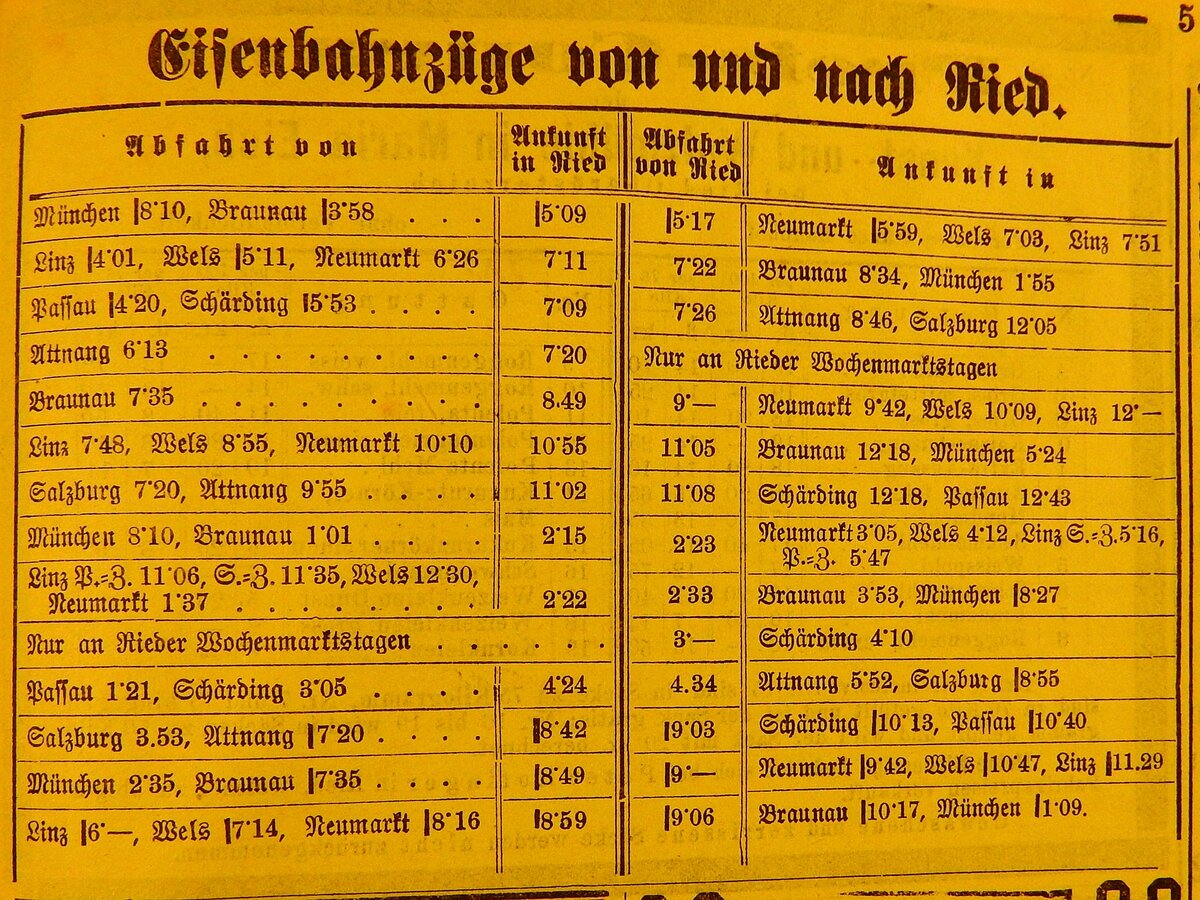 — 5
Eisenbahnzüge von und nach Ried.
Abfahrt von | Ankunft in Ried | Abfahrt von Ried | Ankunft in
München |8·10, Braunau |3·58 . . . | |5·09 | |5·17 | Neumarkt |5·59, Wels 7·03, Linz 7·51
Linz |4·01, Wels |5·11, Neumarkt 6·26 | 7·11 | 7·22 | Braunau 8·34, München 1·55
Passau |4·20, Schärding |5·53 . . . . | 7·09 | 7·26 | Attnang 8·46, Salzburg 12·05
Attnang 6·13 . . . . . . . . | 7·20 | Nur an Rieder Wochenmarktstagen
Braunau 7·35 . . . . . . . . | 8.49 | 9·— | Neumarkt 9·42, Wels 10·09, Linz 12·—
Linz 7·48, Wels 8·55, Neumarkt 10·10 | 10·55 | 11·05 | Braunau 12·18, München 5·24
Salzburg 7·20, Attnang 9·55 . . . . | 11·02 | 11·08 | Schärding 12·18, Passau 12·43
München 8·10, Braunau 1·01 . . . . | 2·15 | 2·23 | Neumarkt 3·05, Wels 4·12, Linz S.=Z. 5·16,
P.=Z. 5·47
Linz P.=Z. 11·06, S.=Z. 11·35, Wels 12·30,
Neumarkt 1·37 . . . . . . . . | 2·22 | 2·33 | Braunau 3·53, München |8·27
Nur an Rieder Wochenmarktstagen . . . . . . | 3·— | Schärding 4·10
Passau 1·21, Schärding 3·05 . . . . | 4·24 | 4.34 | Attnang 5·52, Salzburg |8·55
Salzburg 3.53, Attnang |7·20 . . . . | |8·42 | |9·03 | Schärding |10·13, Passau |10·40
München 2·35, Braunau |7·35 . . . | |8·49 | |9·— | Neumarkt |9·42, Wels |10·47, Linz |11.29
Linz |6·—, Wels |7·14, Neumarkt |8·16 | |8·59 | |9·06 | Braunau |10·17, München |1·09.